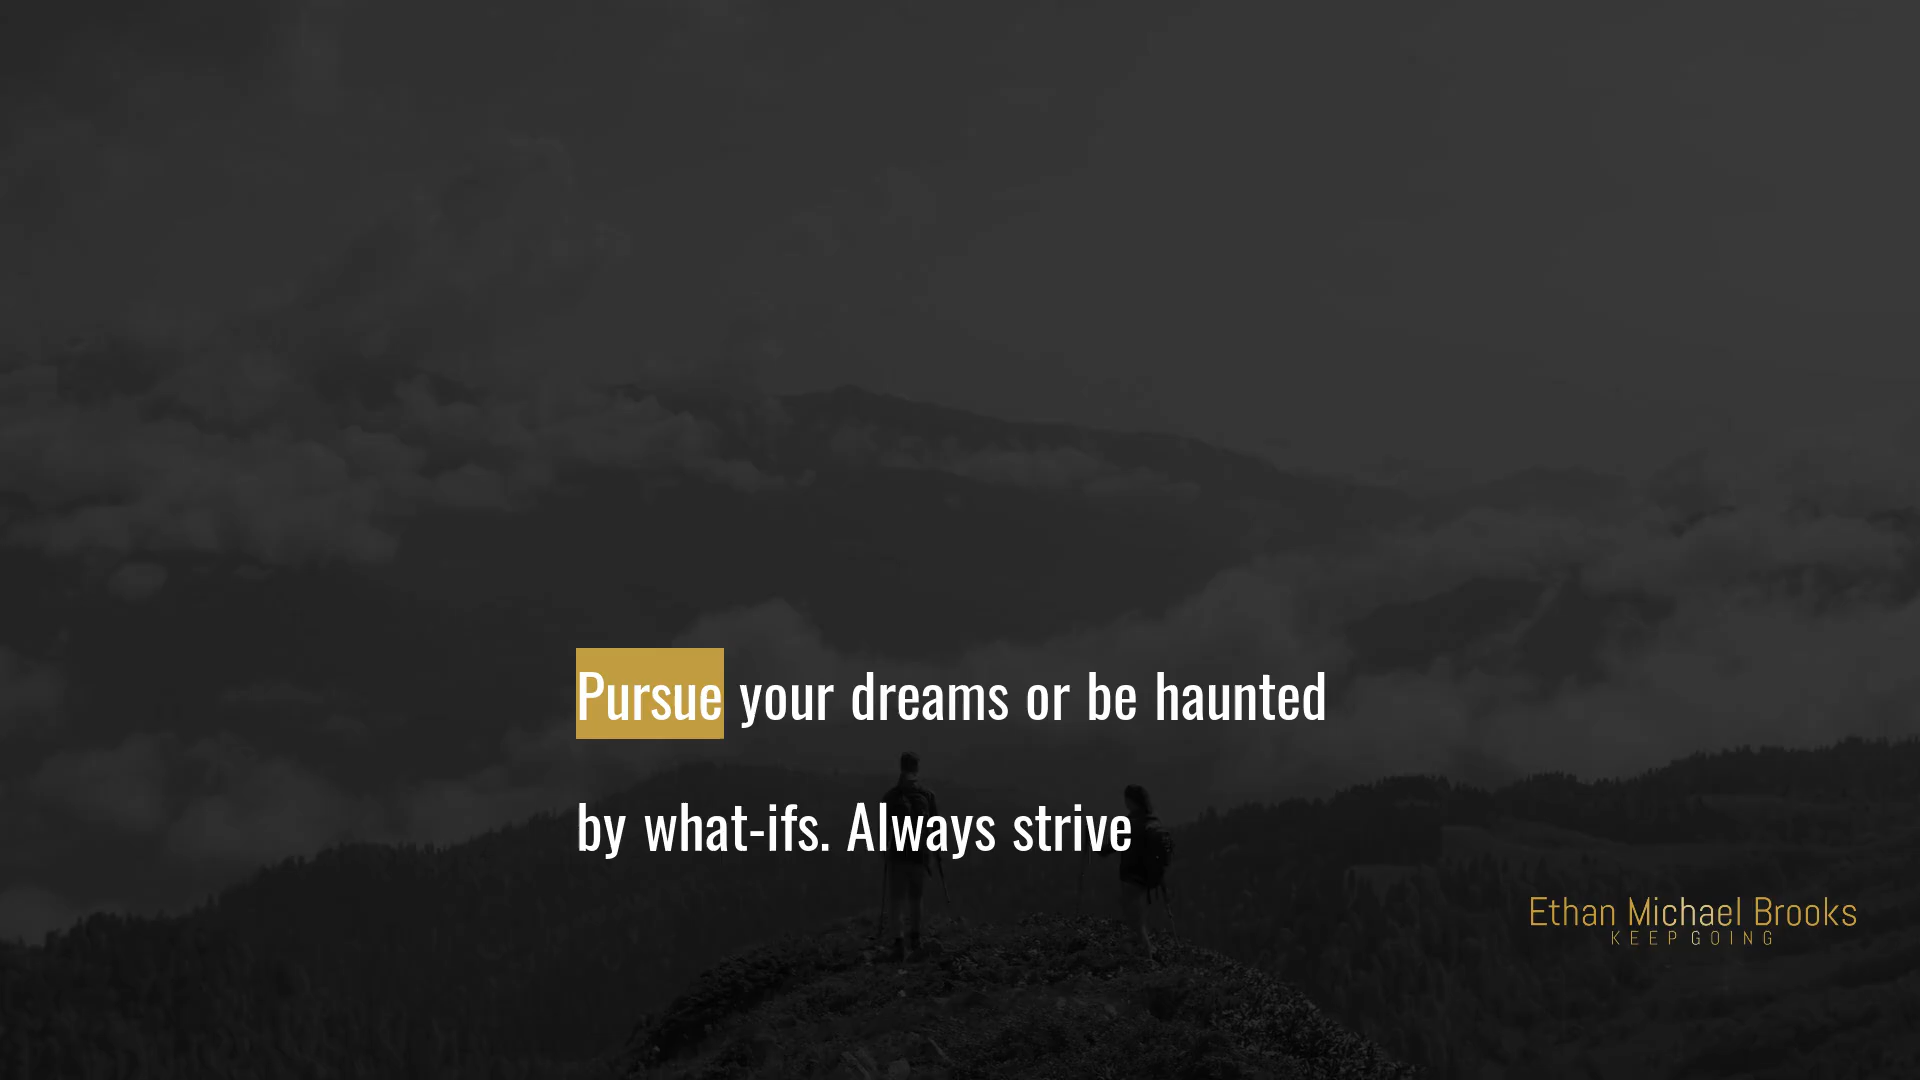 Pursue your dreams or be haunted
by what-ifs. Always strive
Ethan Michael Brooks
KEEP GOING